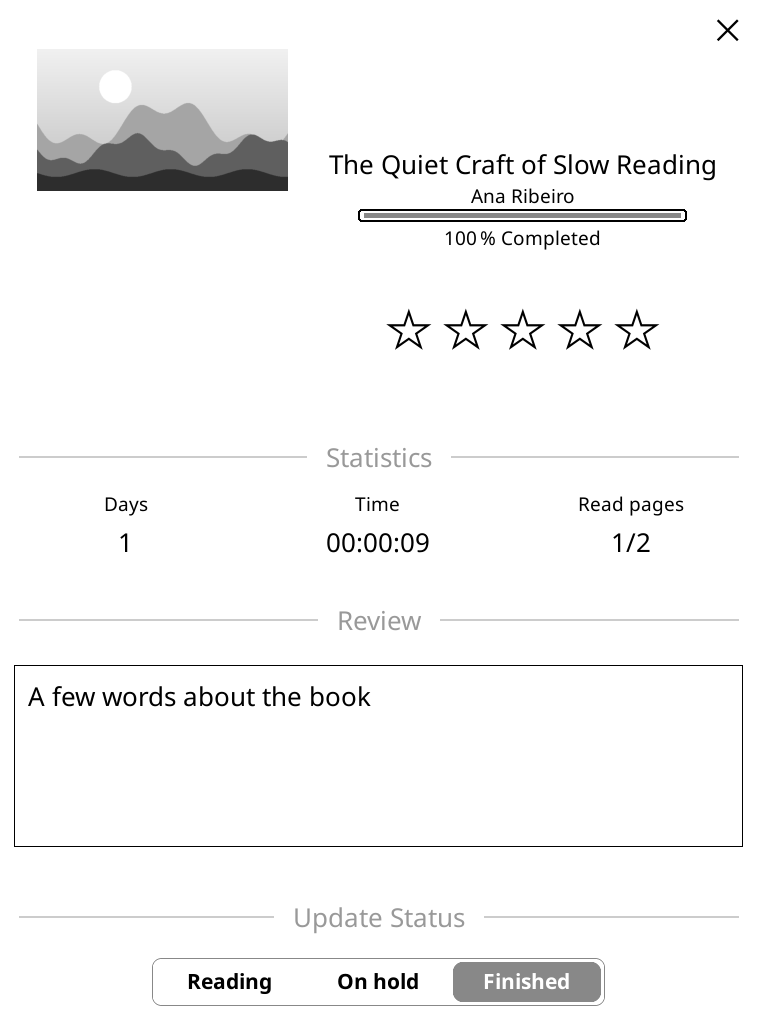 The Quiet Craft of Slow Reading
Ana Ribeiro
100 % Completed
Statistics
Days Time Read pages
1 00:00:09 1/2
Review
A few words about the book
Update Status
Reading On hold Finished